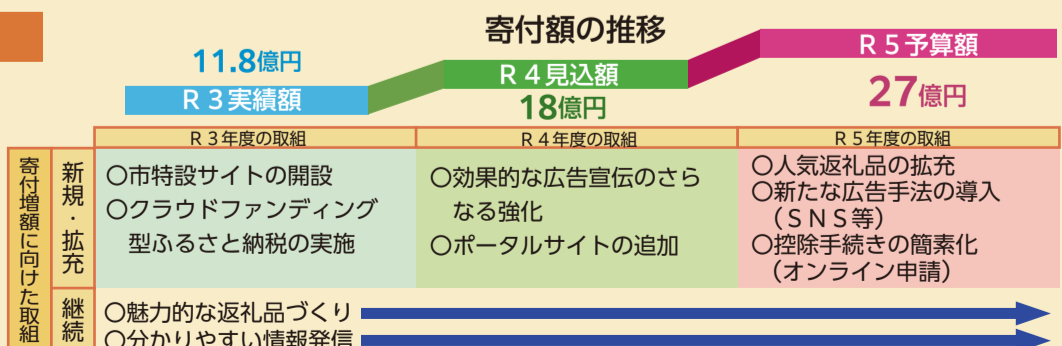 寄付額の推移
11.8億円
R３実績額
R４見込額
18億円
R５予算額
27億円
R３年度の取組
R４年度の取組
R５年度の取組
寄付増額に向けた取組
新規・拡充
○市特設サイトの開設
○クラウドファンディング
型ふるさと納税の実施
○効果的な広告宣伝のさら
なる強化
○ポータルサイトの追加
○人気返礼品の拡充
○新たな広告手法の導入
（ＳＮＳ等）
○控除手続きの簡素化
（オンライン申請）
継続
○魅力的な返礼品づくり
○分かりやすい情報発信